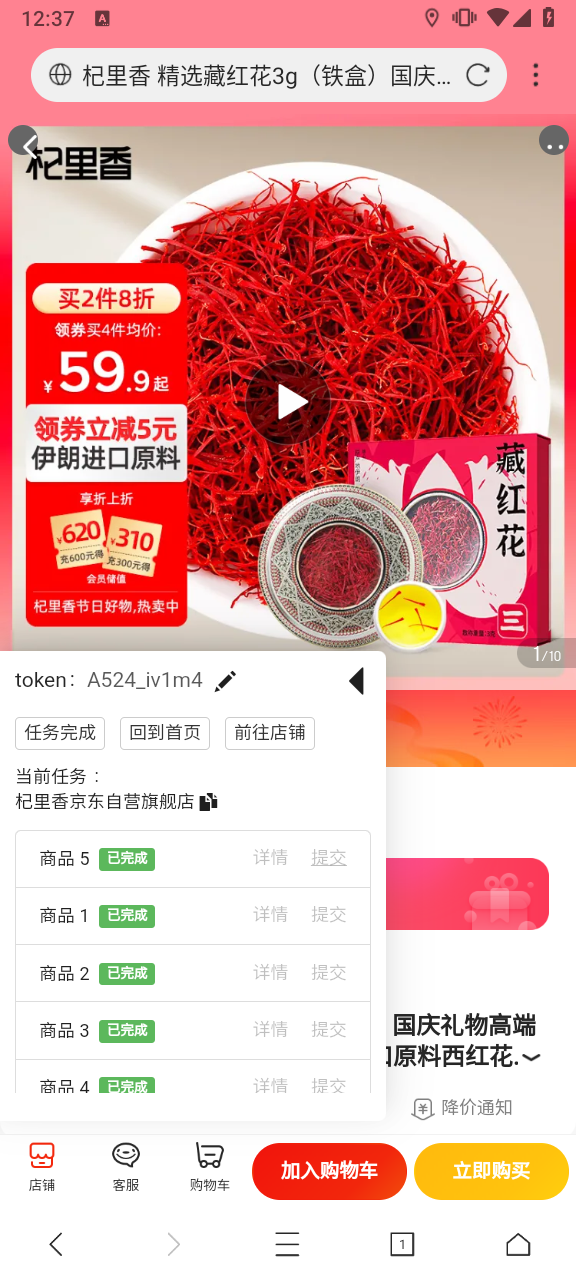 12:37
A
杞里香 精选藏红花3g（铁盒）国庆...
杞里香
买2件8折
领券买4件均价:
¥59.9起
领券立减5元
伊朗进口原料
享折上折
¥620
充600元得
¥310
充300元得
会员储值
杞里香节日好物,热卖中
藏红花
三
1/10
token： A524_iv1m4
任务完成
回到首页
前往店铺
当前任务：
杞里香京东自营旗舰店
商品 5 已完成 详情 提交
商品 1 已完成 详情 提交
商品 2 已完成 详情 提交
商品 3 已完成 详情 提交
商品 4 已完成 详情 提交
国庆礼物高端
口原料西红花.
降价通知
店铺
客服
购物车
加入购物车
立即购买
1